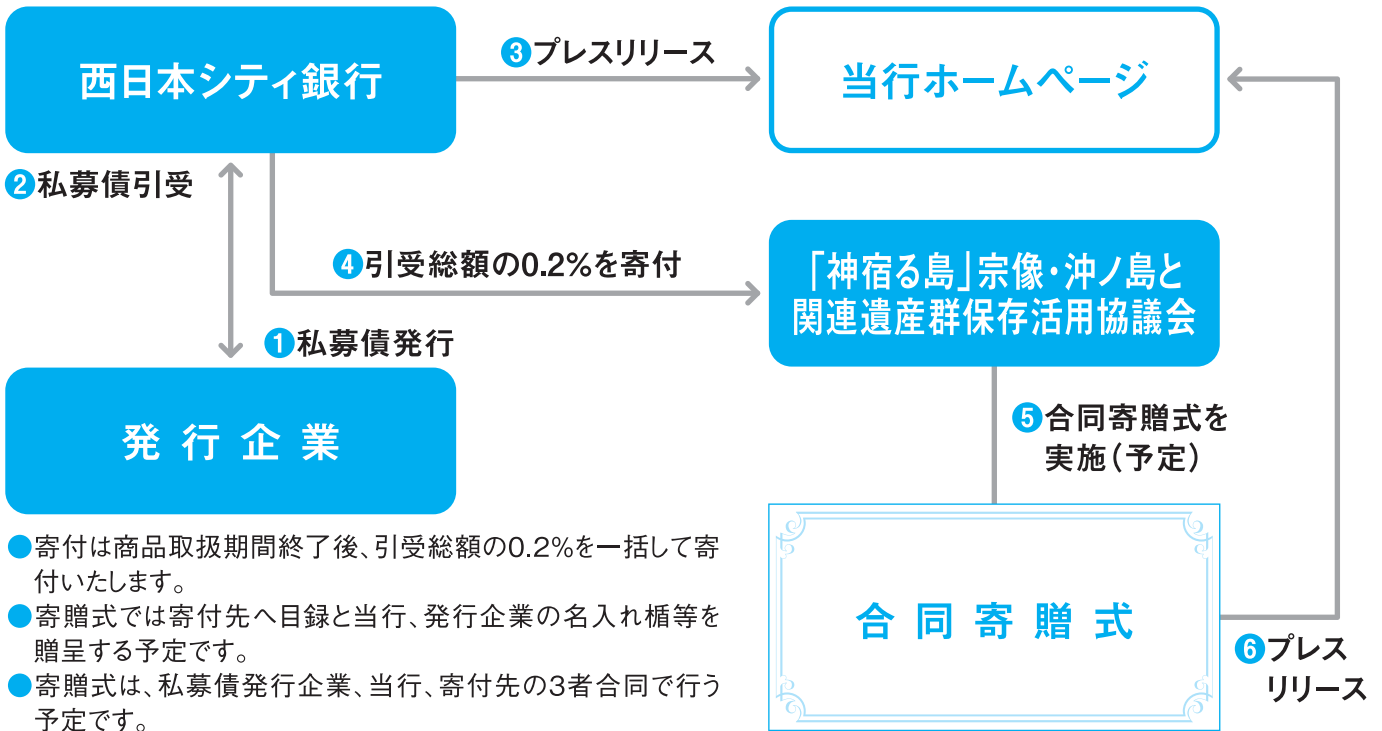 西日本シティ銀行
❸プレスリリース
当行ホームページ
❷私募債引受
❹引受総額の0.2%を寄付
「神宿る島」宗像・沖ノ島と
関連遺産群保存活用協議会
❶私募債発行
発行企業
❺合同寄贈式を
実施(予定)
合同寄贈式
❻プレス
リリース
●寄付は商品取扱期間終了後、引受総額の0.2%を一括して寄
付いたします。
●寄贈式では寄付先へ目録と当行、発行企業の名入れ楯等を
贈呈する予定です。
●寄贈式は、私募債発行企業、当行、寄付先の3者合同で行う
予定です。